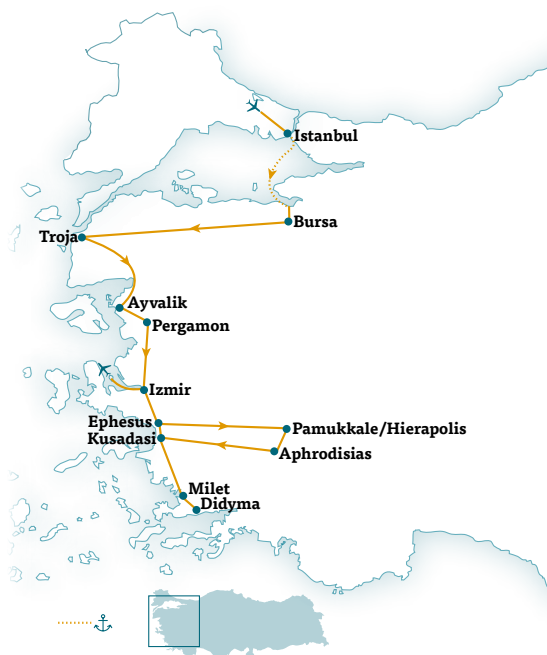 Istanbul
Bursa
Troja
Ayvalik
Pergamon
Izmir
Ephesus
Pamukkale/Hierapolis
Kusadasi
Aphrodisias
Milet
Didyma